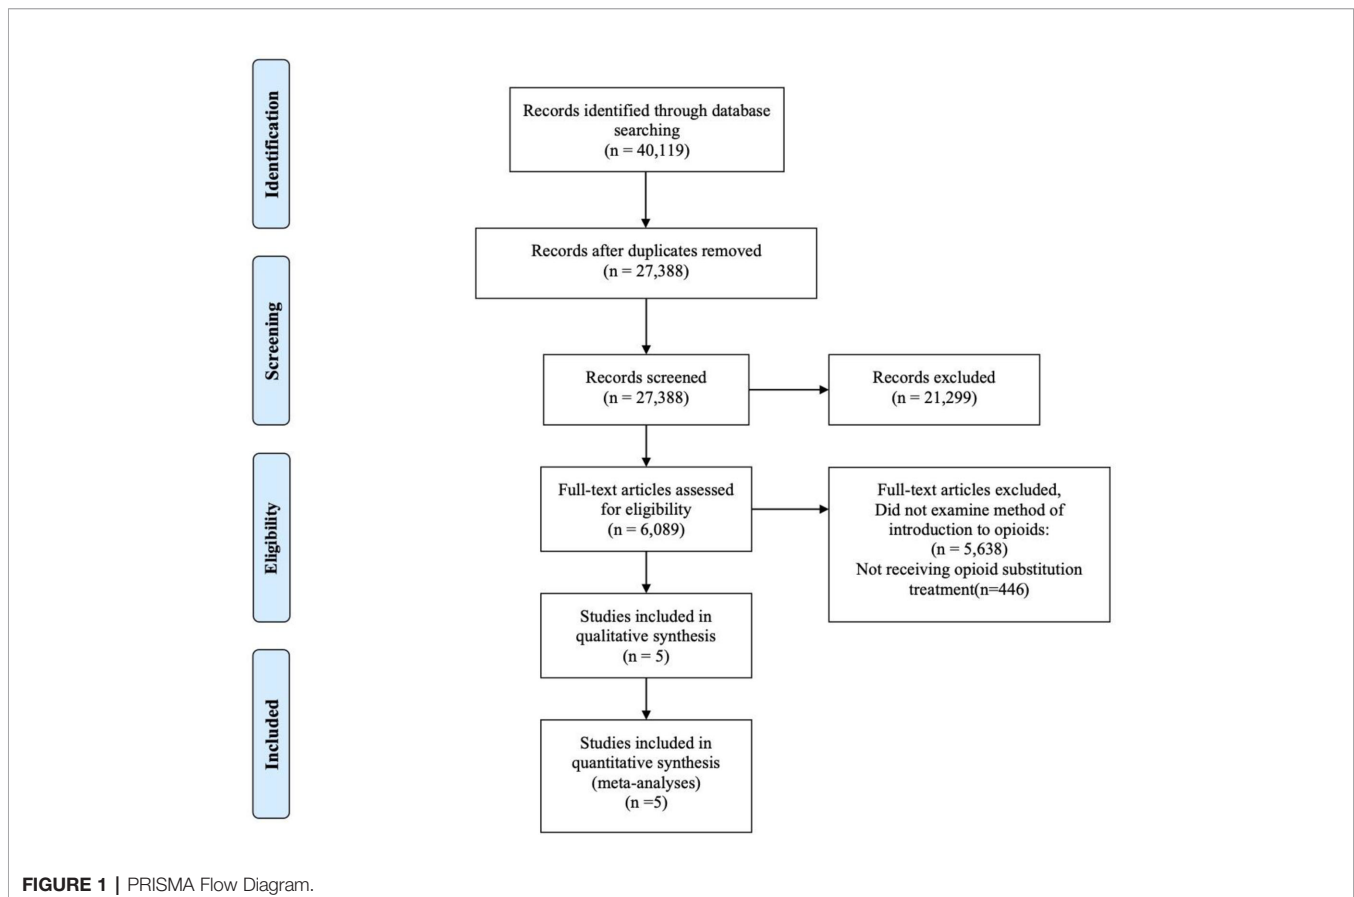 Identification
Records identified through database
searching
(n = 40,119)
Records after duplicates removed
(n = 27,388)
Screening
Records screened
(n = 27,388)
Records excluded
(n = 21,299)
Eligibility
Full-text articles assessed
for eligibility
(n = 6,089)
Full-text articles excluded,
Did not examine method of
introduction to opioids:
(n = 5,638)
Not receiving opioid substitution
treatment(n=446)
Studies included in
qualitative synthesis
(n = 5)
Included
Studies included in
quantitative synthesis
(meta-analyses)
(n =5)
FIGURE 1 | PRISMA Flow Diagram.